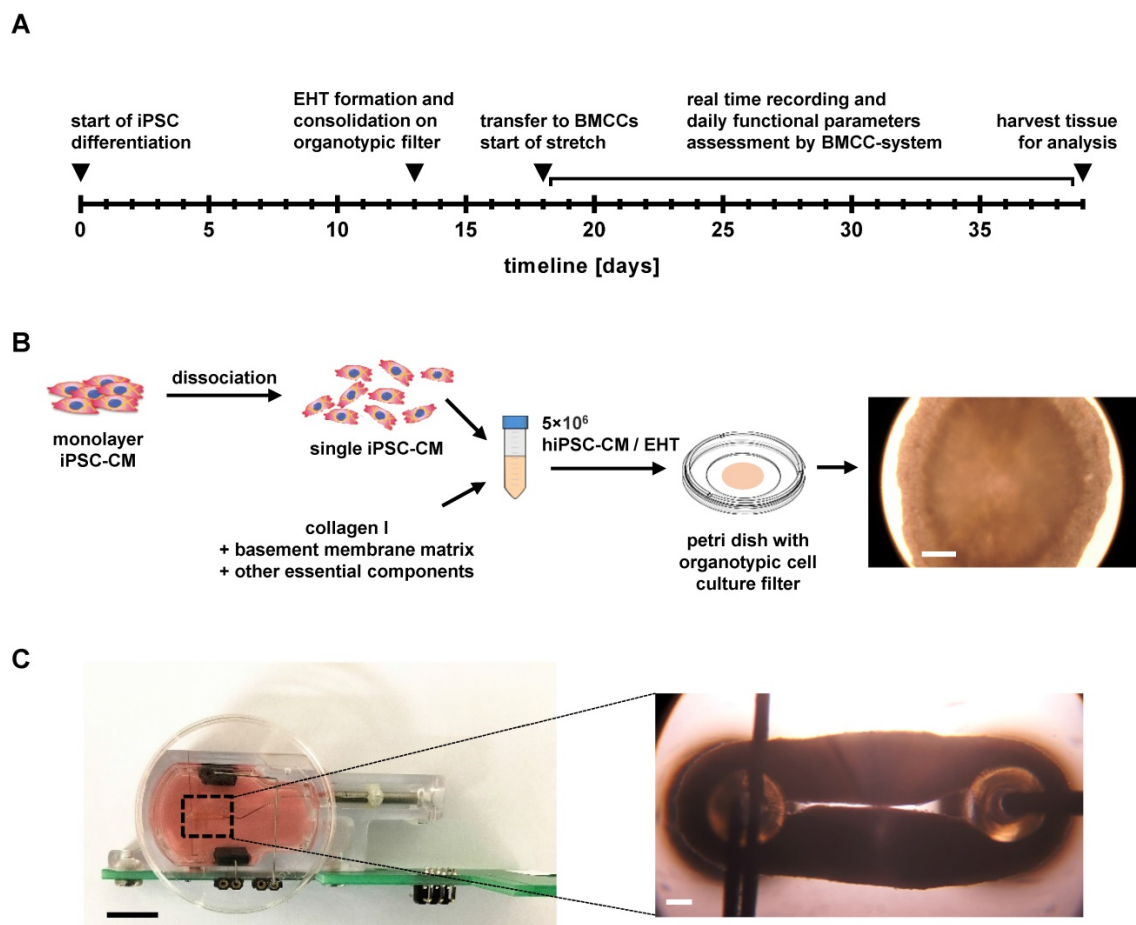 A
start of iPSC
differentiation
EHT formation and
consolidation on
organotypic filter
transfer to BMCCs
start of stretch
real time recording and
daily functional parameters
assessment by BMCC-system
harvest tissue
for analysis
0 5 10 15 20 25 30 35
timeline [days]
B
monolayer
iPSC-CM
dissociation
single iPSC-CM
collagen I
+ basement membrane matrix
+ other essential components
5×10⁶
hiPSC-CM / EHT
petri dish with
organotypic cell
culture filter
C